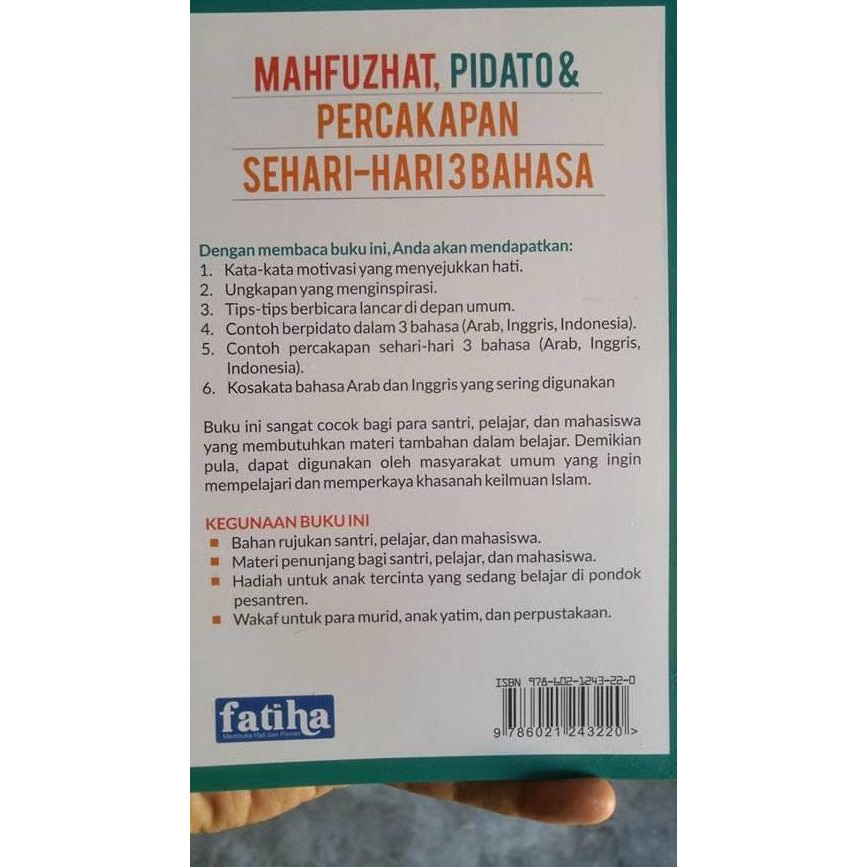 MAHFUZHAT, PIDATO &
PERCAKAPAN
SEHARI-HARI 3 BAHASA
Dengan membaca buku ini, Anda akan mendapatkan:
1. Kata-kata motivasi yang menyejukkan hati.
2. Ungkapan yang menginspirasi.
3. Tips-tips berbicara lancar di depan umum.
4. Contoh berpidato dalam 3 bahasa (Arab, Inggris, Indonesia).
5. Contoh percakapan sehari-hari 3 bahasa (Arab, Inggris,
Indonesia).
6. Kosakata bahasa Arab dan Inggris yang sering digunakan
Buku ini sangat cocok bagi para santri, pelajar, dan mahasiswa
yang membutuhkan materi tambahan dalam belajar. Demikian
pula, dapat digunakan oleh masyarakat umum yang ingin
mempelajari dan memperkaya khasanah keilmuan Islam.
KEGUNAAN BUKU INI
Bahan rujukan santri, pelajar, dan mahasiswa.
Materi penunjang bagi santri, pelajar, dan mahasiswa.
Hadiah untuk anak tercinta yang sedang belajar di pondok
pesantren.
Wakaf untuk para murid, anak yatim, dan perpustakaan.
fatiha
Membuka Hati dan Pikiran
ISBN 978-602-1243-22-0
9 786021 243220 >